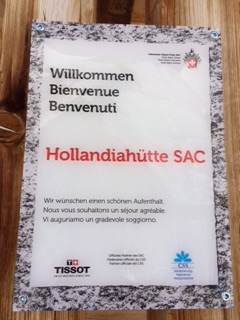 Willkommen
Bienvenue
Benvenuti
Hollandiahütte SAC
Wir wünschen einen schönen Aufenthalt.
Nous vous souhaitons un séjour agréable.
Vi auguriamo un gradevole soggiorno.
TISSOT
CSS